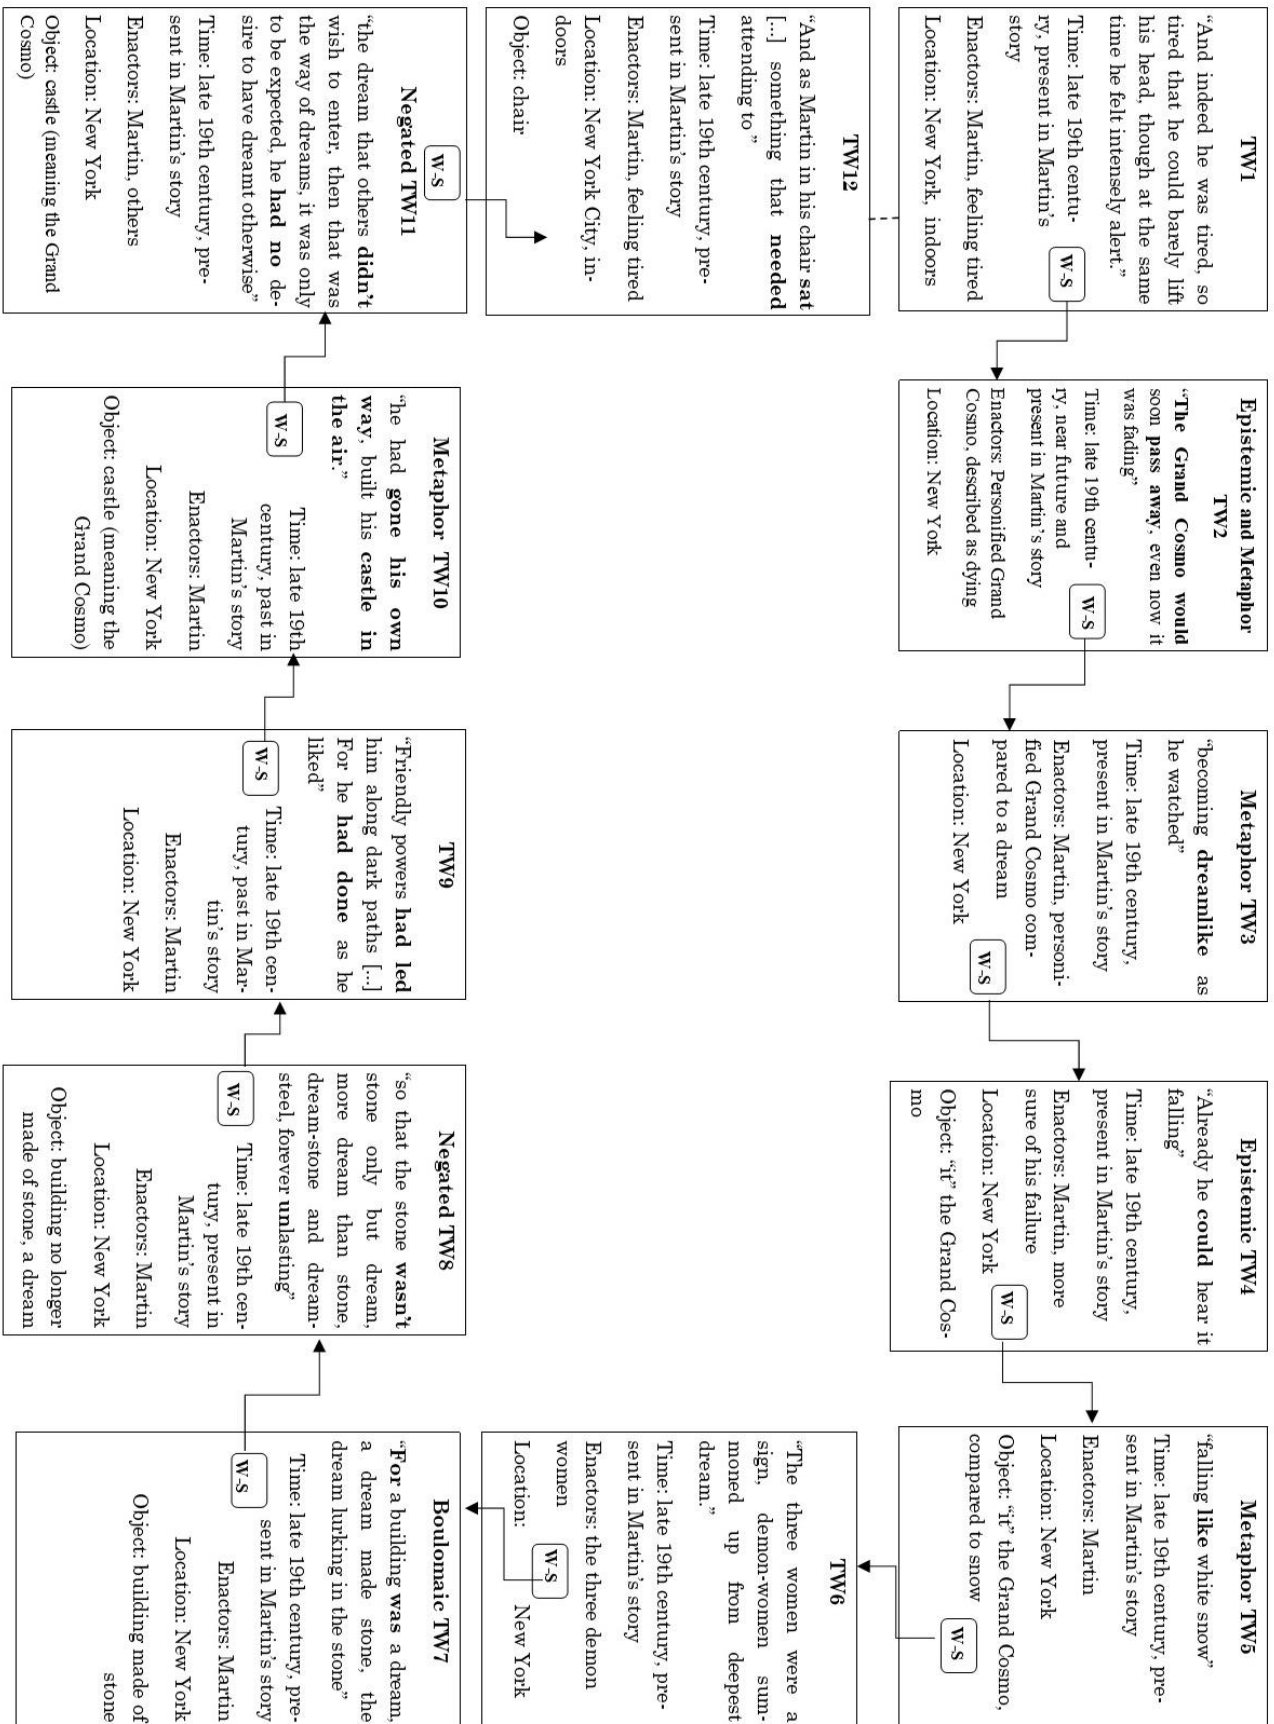 TW1
“And indeed he was tired, so
tired that he could barely lift
his head, though at the same
time he felt intensely alert.”
Time: late 19th centu-
ry, present in Martin’s
story
W-S
Enactors: Martin, feeling tired
Location: New York, indoors
Epistemic and Metaphor
TW2
“The Grand Cosmo would
soon pass away, even now it
was fading”
Time: late 19th centu-
ry, near future and
present in Martin’s story
W-S
Enactors: Personified Grand
Cosmo, described as dying
Location: New York
Metaphor TW3
“becoming dreamlike as
he watched”
Time: late 19th century,
present in Martin’s story
Enactors: Martin, personi-
fied Grand Cosmo com-
pared to a dream
Location: New York
W-S
Epistemic TW4
“Already he could hear it
falling”
Time: late 19th century,
present in Martin’s story
Enactors: Martin, more
sure of his failure
Location: New York
W-S
Object: “it” the Grand Cos-
mo
Metaphor TW5
“falling like white snow”
Time: late 19th century, pre-
sent in Martin’s story
Enactors: Martin
Location: New York
Object: “it” the Grand Cosmo,
compared to snow
W-S
TW6
“The three women were a
sign, demon-women sum-
moned up from deepest
dream.”
Time: late 19th century, pre-
sent in Martin’s story
Enactors: the three demon
women
W-S
Location: New York
Boulomaic TW7
“For a building was a dream,
a dream made stone, the
dream lurking in the stone”
Time: late 19th century, pre-
sent in Martin’s story
W-S
Enactors: Martin
Location: New York
Object: building made of
stone
Negated TW8
“so that the stone wasn’t
stone only but dream,
more dream than stone,
dream-stone and dream-
steel, forever unlasting”
W-S
Time: late 19th cen-
tury, present in
Martin’s story
Enactors: Martin
Location: New York
Object: building no longer
made of stone, a dream
TW9
“Friendly powers had led
him along dark paths [...]
For he had done as he
liked”
W-S
Time: late 19th cen-
tury, past in Mar-
tin’s story
Enactors: Martin
Location: New York
Metaphor TW10
“he had gone his own
way, built his castle in
the air.”
W-S
Time: late 19th
century, past in
Martin’s story
Enactors: Martin
Location: New York
Object: castle (meaning the
Grand Cosmo)
W-S
Negated TW11
“the dream that others didn’t
wish to enter, then that was
the way of dreams, it was only
to be expected, he had no de-
sire to have dreamt otherwise”
Time: late 19th century, pre-
sent in Martin’s story
Enactors: Martin, others
Location: New York
Object: castle (meaning the Grand
Cosmo)
TW12
“And as Martin in his chair sat
[...] something that needed
attending to”
Time: late 19th century, pre-
sent in Martin’s story
Enactors: Martin, feeling tired
Location: New York City, in-
doors
Object: chair